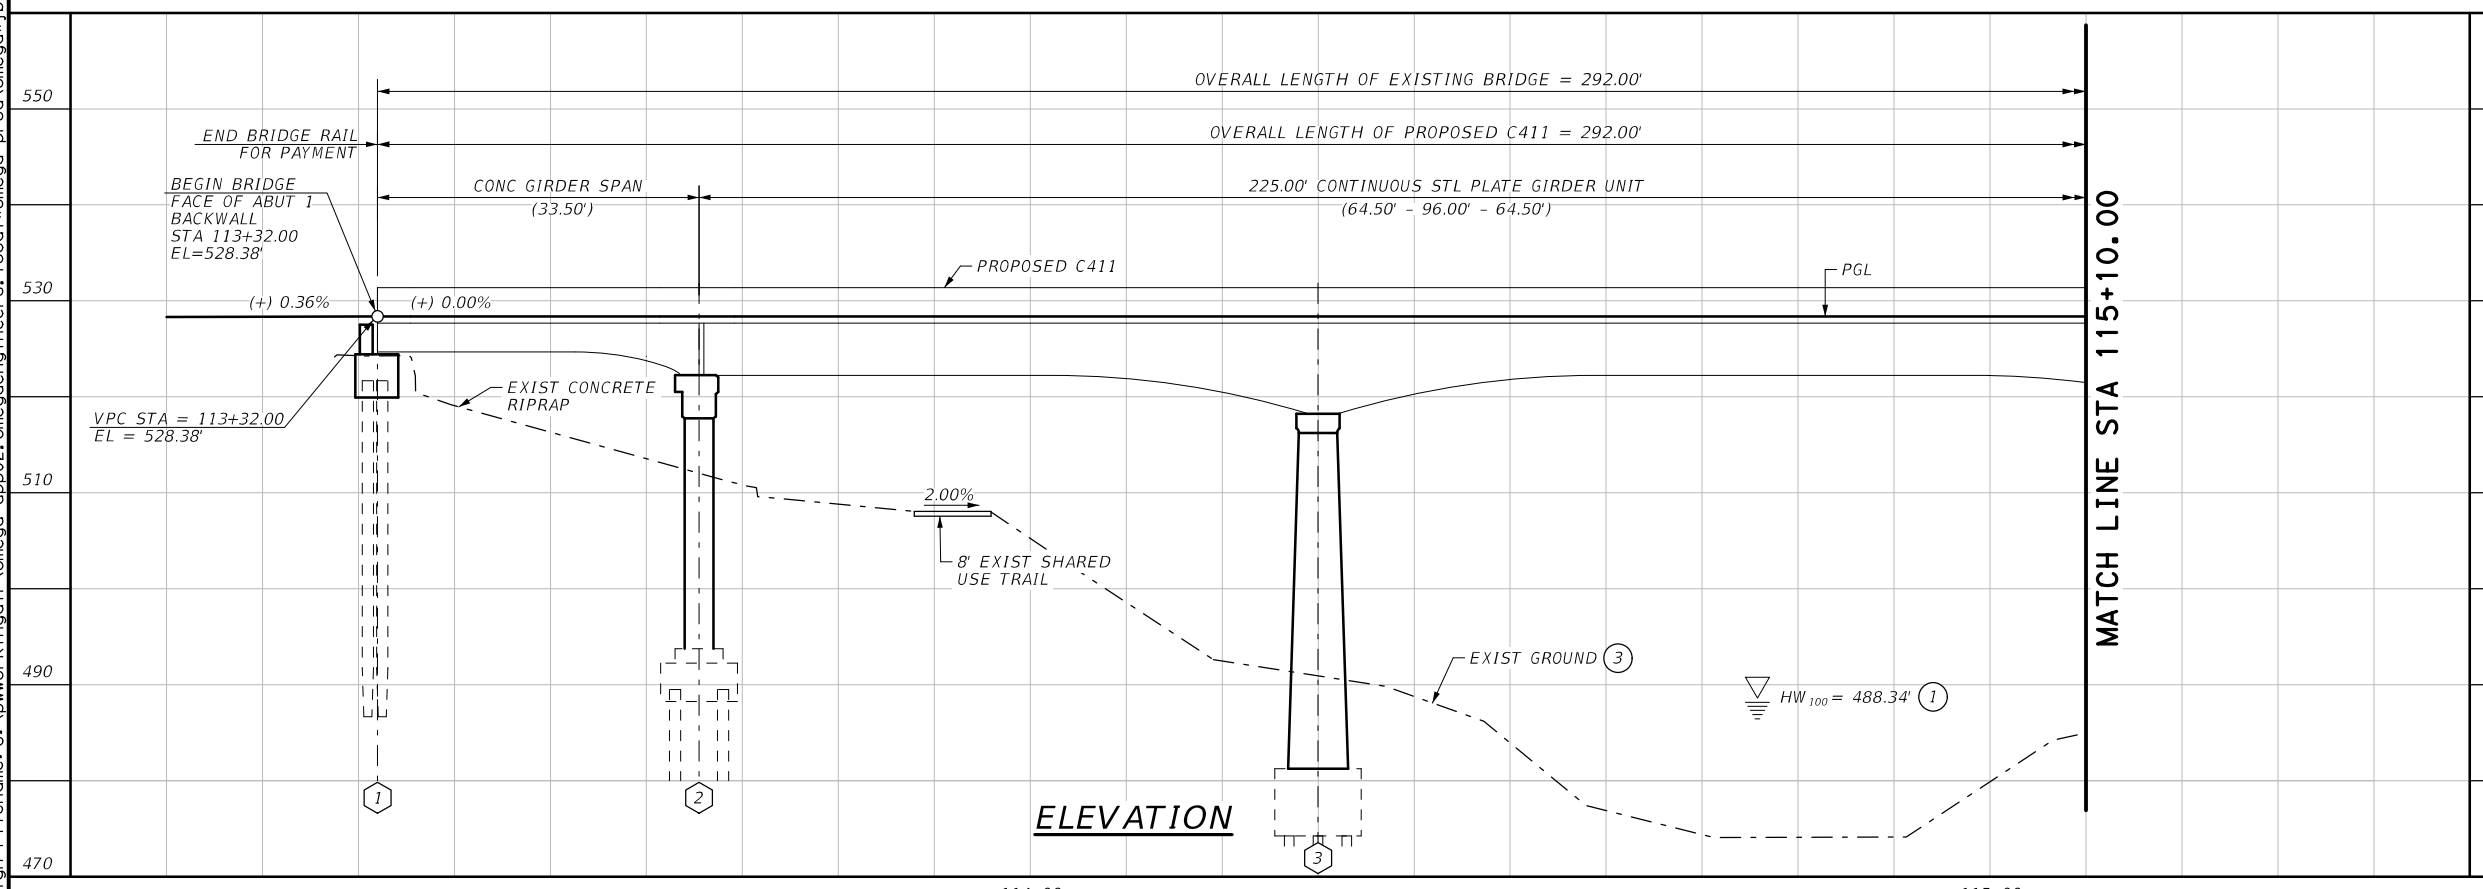 OVERALL LENGTH OF EXISTING BRIDGE = 292.00'
550
END BRIDGE RAIL
FOR PAYMENT
OVERALL LENGTH OF PROPOSED C411 = 292.00'
BEGIN BRIDGE
FACE OF ABUT 1
BACKWALL
STA 113+32.00
EL=528.38'
CONC GIRDER SPAN
(33.50')
225.00' CONTINUOUS STL PLATE GIRDER UNIT
(64.50' - 96.00' - 64.50')
MATCH LINE STA 115+10.00
PROPOSED C411
PGL
530
(+) 0.36%
(+) 0.00%
EXIST CONCRETE
RIPRAP
VPC STA = 113+32.00
EL = 528.38'
510
2.00%
8' EXIST SHARED
USE TRAIL
490
EXIST GROUND 3
HW100 = 488.34' 1
1
2
3
ELEVATION
470